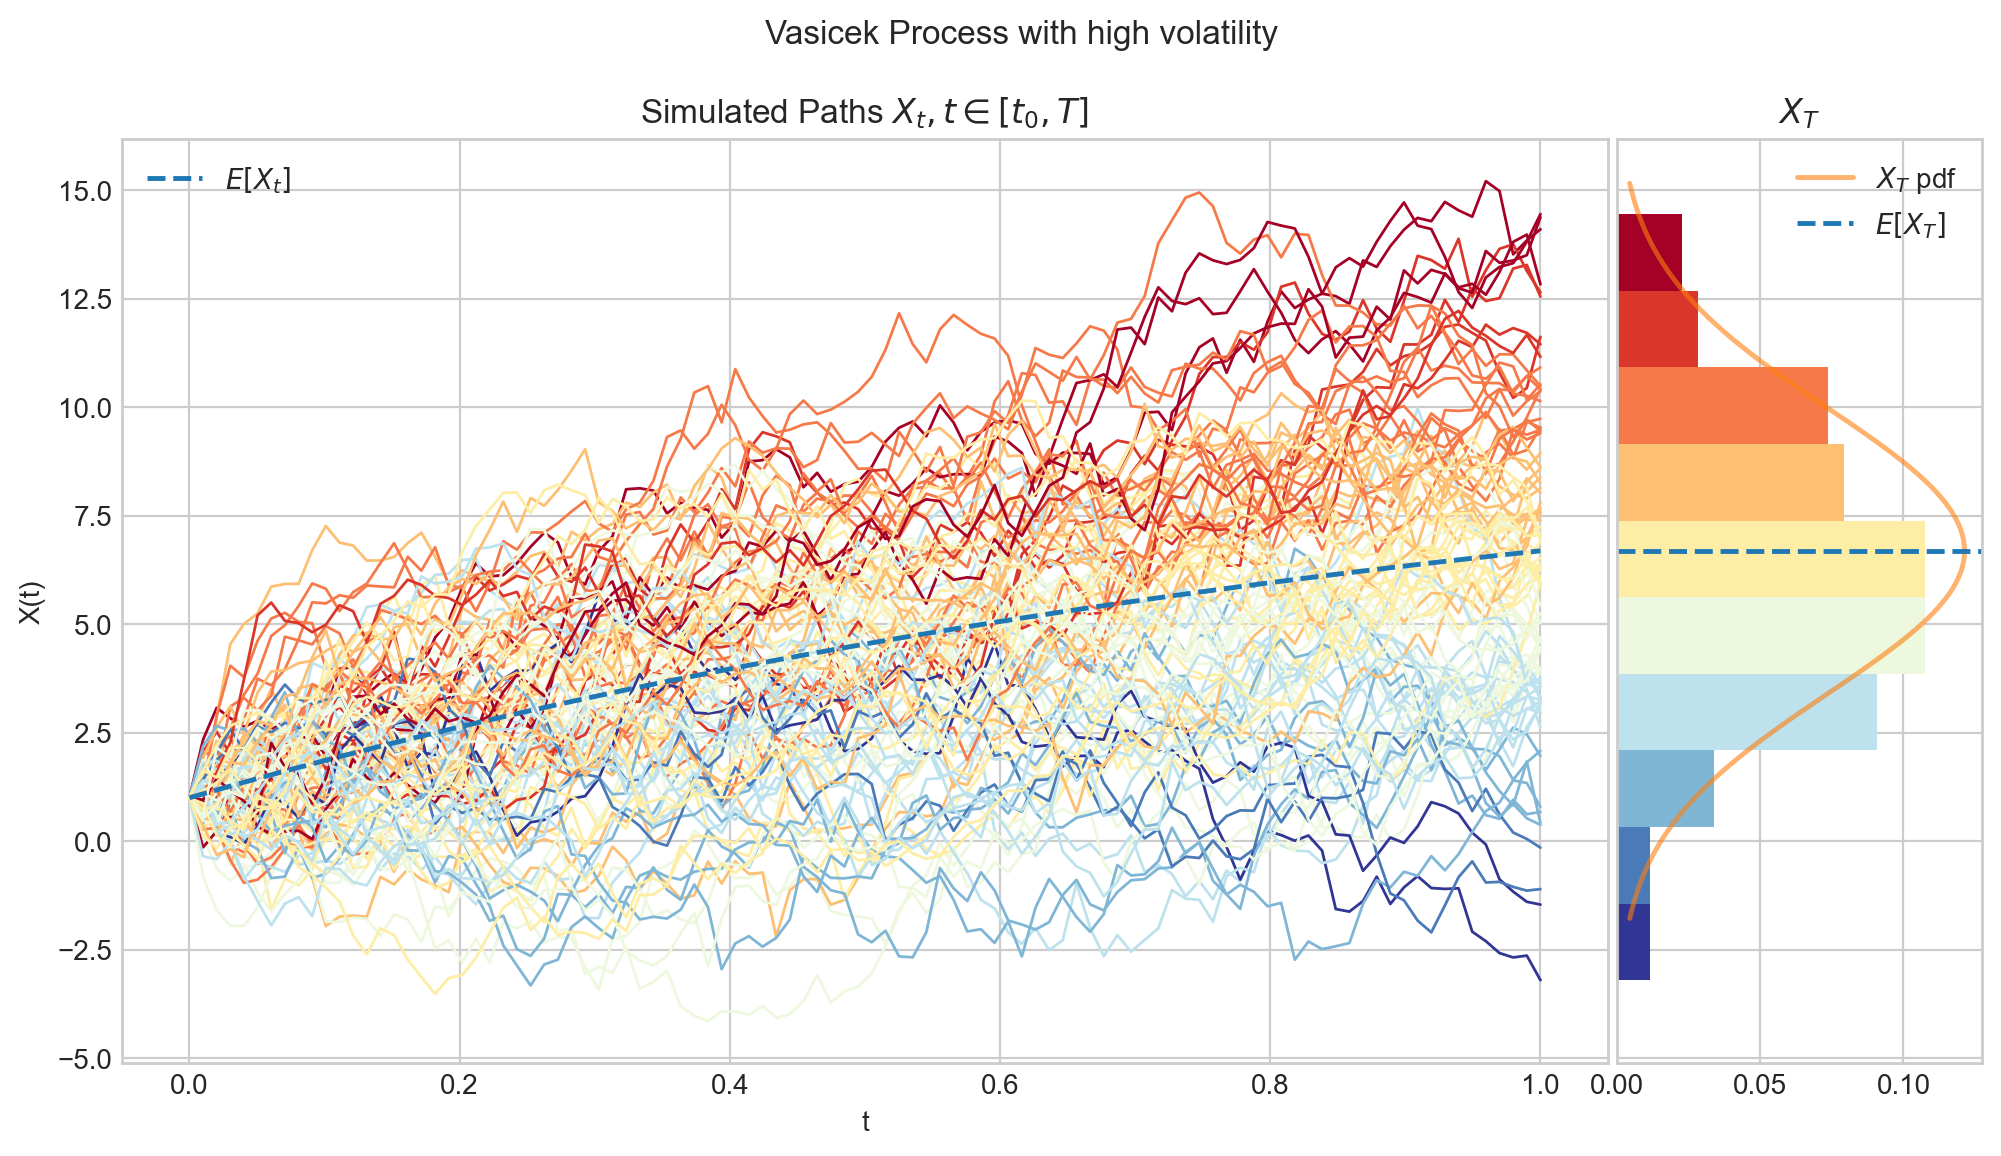 Vasicek Process with high volatility
Simulated Paths $X_t, t \in [t_0, T]$
$X_T$
$E[X_t]$
$X_T$ pdf
$E[X_T]$
15.0
12.5
10.0
7.5
5.0
2.5
0.0
−2.5
−5.0
X(t)
0.0 0.2 0.4 0.6 0.8 1.0
0.00 0.05 0.10
t